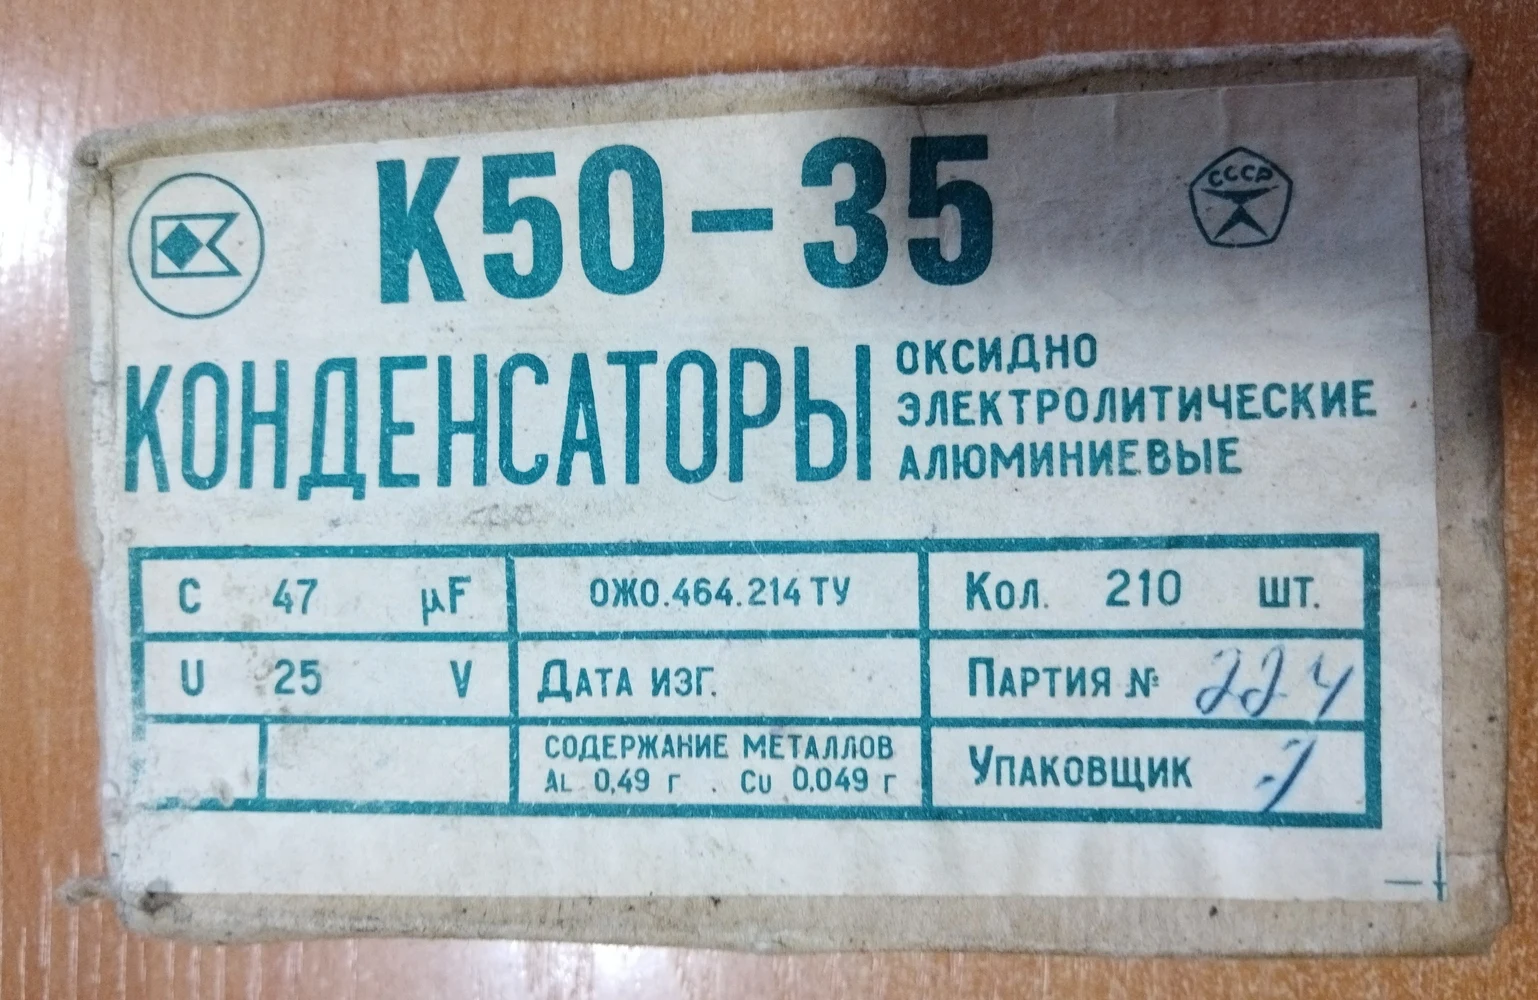 К50-35
СССР
КОНДЕНСАТОРЫ
ОКСИДНО
ЭЛЕКТРОЛИТИЧЕСКИЕ
АЛЮМИНИЕВЫЕ
C 47 µF
ОЖО.464.214 ТУ
Кол. 210 шт.
U 25 V
Дата изг.
Партия № 224
СОДЕРЖАНИЕ МЕТАЛЛОВ
AL 0,49 г . Cu 0.049 г
Упаковщик